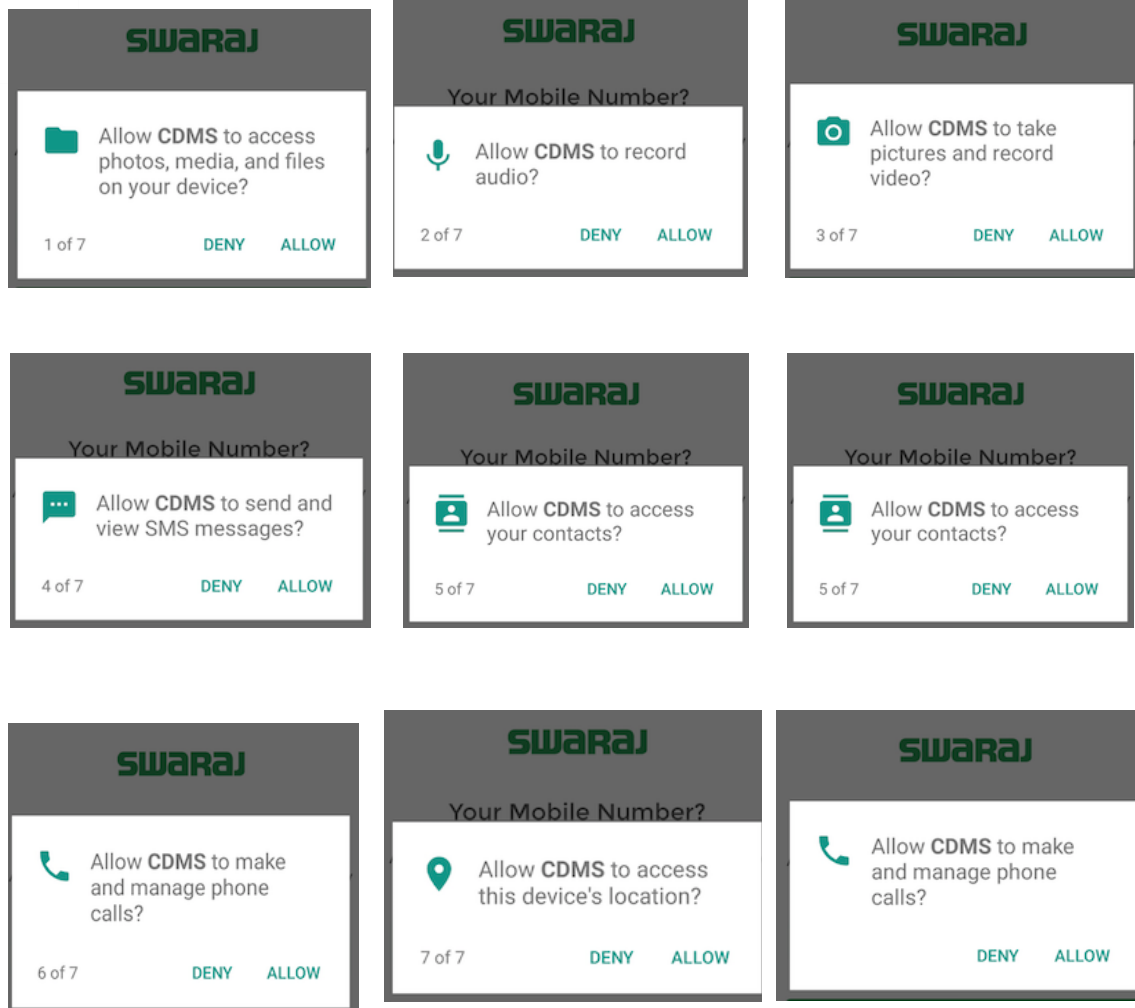 SWARAJ
Allow CDMS to access
photos, media, and files
on your device?
1 of 7 DENY ALLOW
SWARAJ
Your Mobile Number?
Allow CDMS to record
audio?
2 of 7 DENY ALLOW
SWARAJ
Allow CDMS to take
pictures and record
video?
3 of 7 DENY ALLOW
SWARAJ
Your Mobile Number?
Allow CDMS to send and
view SMS messages?
4 of 7 DENY ALLOW
SWARAJ
Your Mobile Number?
Allow CDMS to access
your contacts?
5 of 7 DENY ALLOW
SWARAJ
Your Mobile Number?
Allow CDMS to access
your contacts?
5 of 7 DENY ALLOW
SWARAJ
Allow CDMS to make
and manage phone
calls?
6 of 7 DENY ALLOW
SWARAJ
Your Mobile Number?
Allow CDMS to access
this device's location?
7 of 7 DENY ALLOW
SWARAJ
Allow CDMS to make
and manage phone
calls?
DENY ALLOW